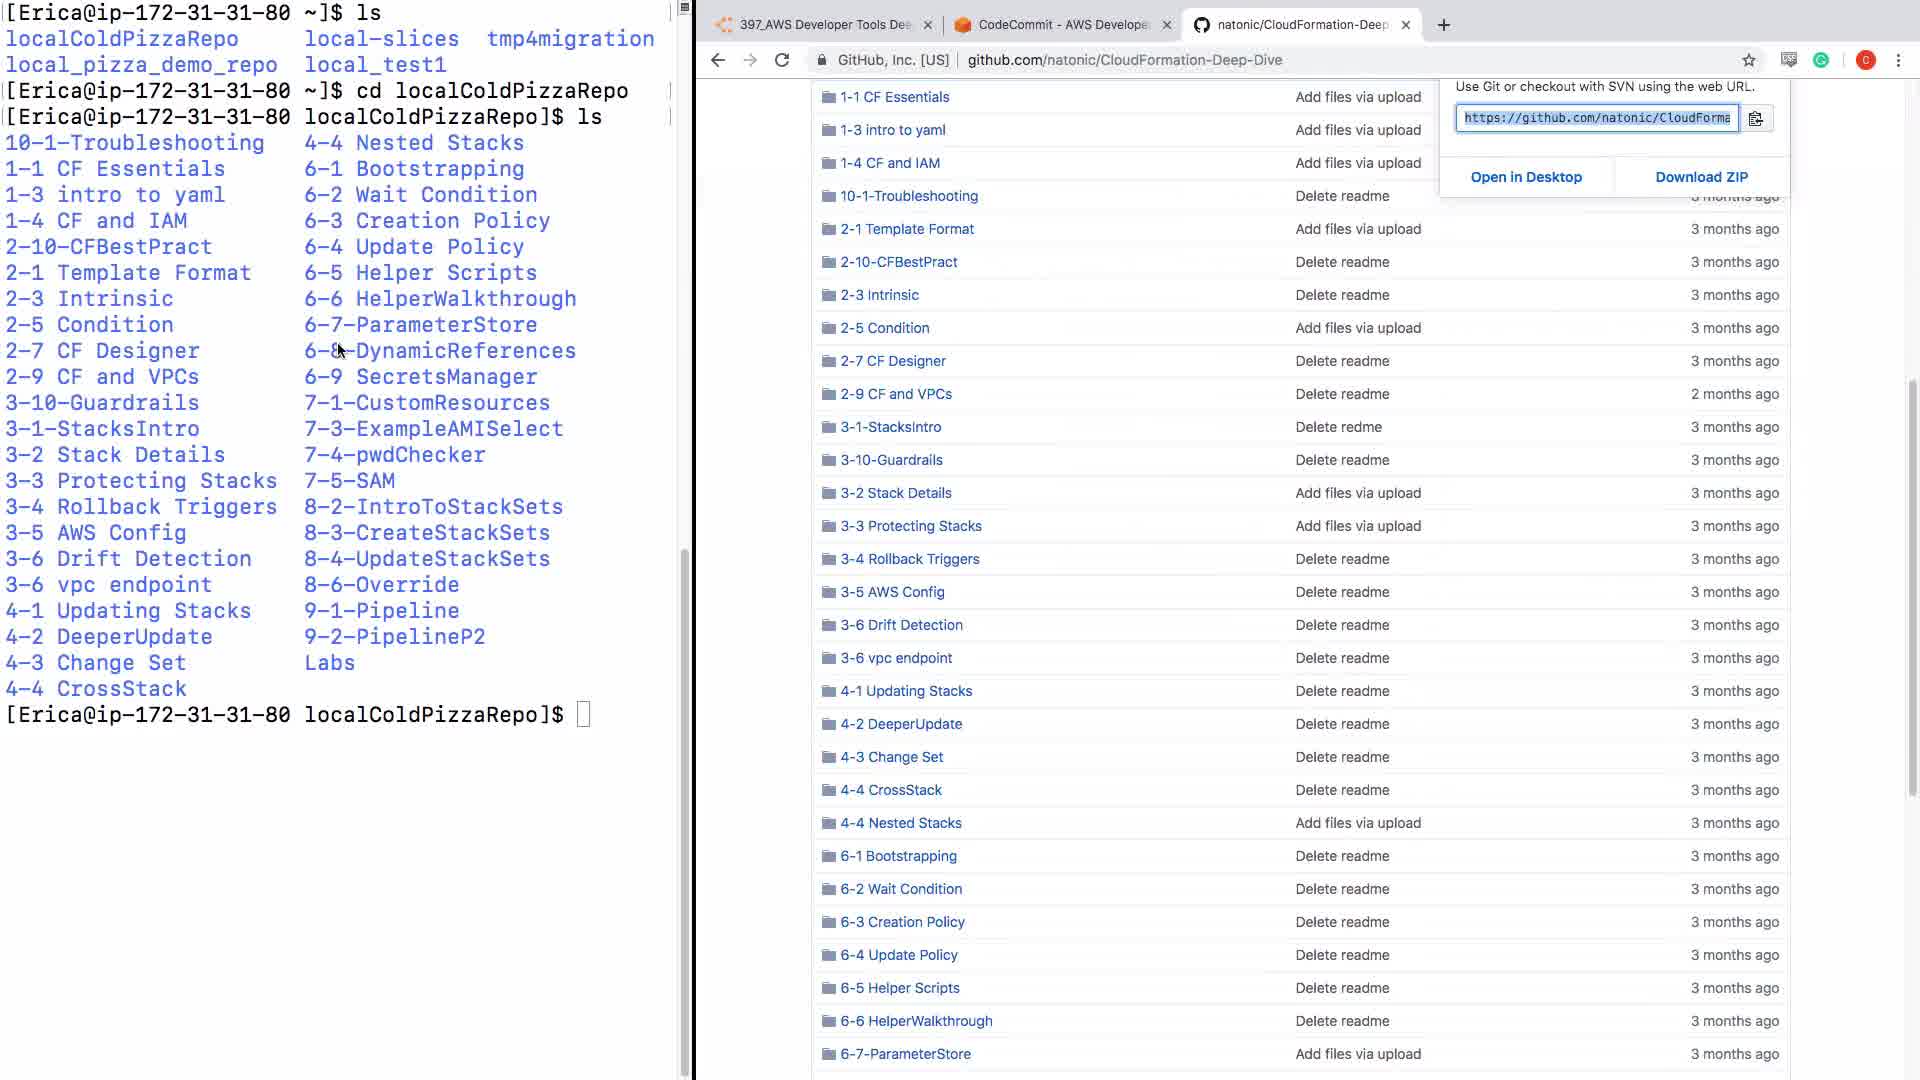 [Erica@ip-172-31-31-80 ~]$ ls
localColdPizzaRepo local-slices tmp4migration
local_pizza_demo_repo local_test1
[Erica@ip-172-31-31-80 ~]$ cd localColdPizzaRepo
[Erica@ip-172-31-31-80 localColdPizzaRepo]$ ls
10-1-Troubleshooting 4-4 Nested Stacks
1-1 CF Essentials 6-1 Bootstrapping
1-3 intro to yaml 6-2 Wait Condition
1-4 CF and IAM 6-3 Creation Policy
2-10-CFBestPract 6-4 Update Policy
2-1 Template Format 6-5 Helper Scripts
2-3 Intrinsic 6-6 HelperWalkthrough
2-5 Condition 6-7-ParameterStore
2-7 CF Designer 6-8-DynamicReferences
2-9 CF and VPCs 6-9 SecretsManager
3-10-Guardrails 7-1-CustomResources
3-1-StacksIntro 7-3-ExampleAMISelect
3-2 Stack Details 7-4-pwdChecker
3-3 Protecting Stacks 7-5-SAM
3-4 Rollback Triggers 8-2-IntroToStackSets
3-5 AWS Config 8-3-CreateStackSets
3-6 Drift Detection 8-4-UpdateStackSets
3-6 vpc endpoint 8-6-Override
4-1 Updating Stacks 9-1-Pipeline
4-2 DeeperUpdate 9-2-PipelineP2
4-3 Change Set Labs
4-4 CrossStack
[Erica@ip-172-31-31-80 localColdPizzaRepo]$
397_AWS Developer Tools Dee CodeCommit - AWS Develope natonic/CloudFormation-Deep
GitHub, Inc. [US] github.com/natonic/CloudFormation-Deep-Dive C
Use Git or checkout with SVN using the web URL.
https://github.com/natonic/CloudForma
Open in Desktop Download ZIP
1-1 CF Essentials Add files via upload
1-3 intro to yaml Add files via upload
1-4 CF and IAM Add files via upload
10-1-Troubleshooting Delete readme 3 months ago
2-1 Template Format Add files via upload 3 months ago
2-10-CFBestPract Delete readme 3 months ago
2-3 Intrinsic Delete readme 3 months ago
2-5 Condition Add files via upload 3 months ago
2-7 CF Designer Delete readme 3 months ago
2-9 CF and VPCs Delete readme 2 months ago
3-1-StacksIntro Delete redme 3 months ago
3-10-Guardrails Delete readme 3 months ago
3-2 Stack Details Add files via upload 3 months ago
3-3 Protecting Stacks Add files via upload 3 months ago
3-4 Rollback Triggers Delete readme 3 months ago
3-5 AWS Config Delete readme 3 months ago
3-6 Drift Detection Delete readme 3 months ago
3-6 vpc endpoint Delete readme 3 months ago
4-1 Updating Stacks Delete readme 3 months ago
4-2 DeeperUpdate Delete readme 3 months ago
4-3 Change Set Delete readme 3 months ago
4-4 CrossStack Delete readme 3 months ago
4-4 Nested Stacks Add files via upload 3 months ago
6-1 Bootstrapping Delete readme 3 months ago
6-2 Wait Condition Delete readme 3 months ago
6-3 Creation Policy Delete readme 3 months ago
6-4 Update Policy Delete readme 3 months ago
6-5 Helper Scripts Delete readme 3 months ago
6-6 HelperWalkthrough Delete readme 3 months ago
6-7-ParameterStore Add files via upload 3 months ago